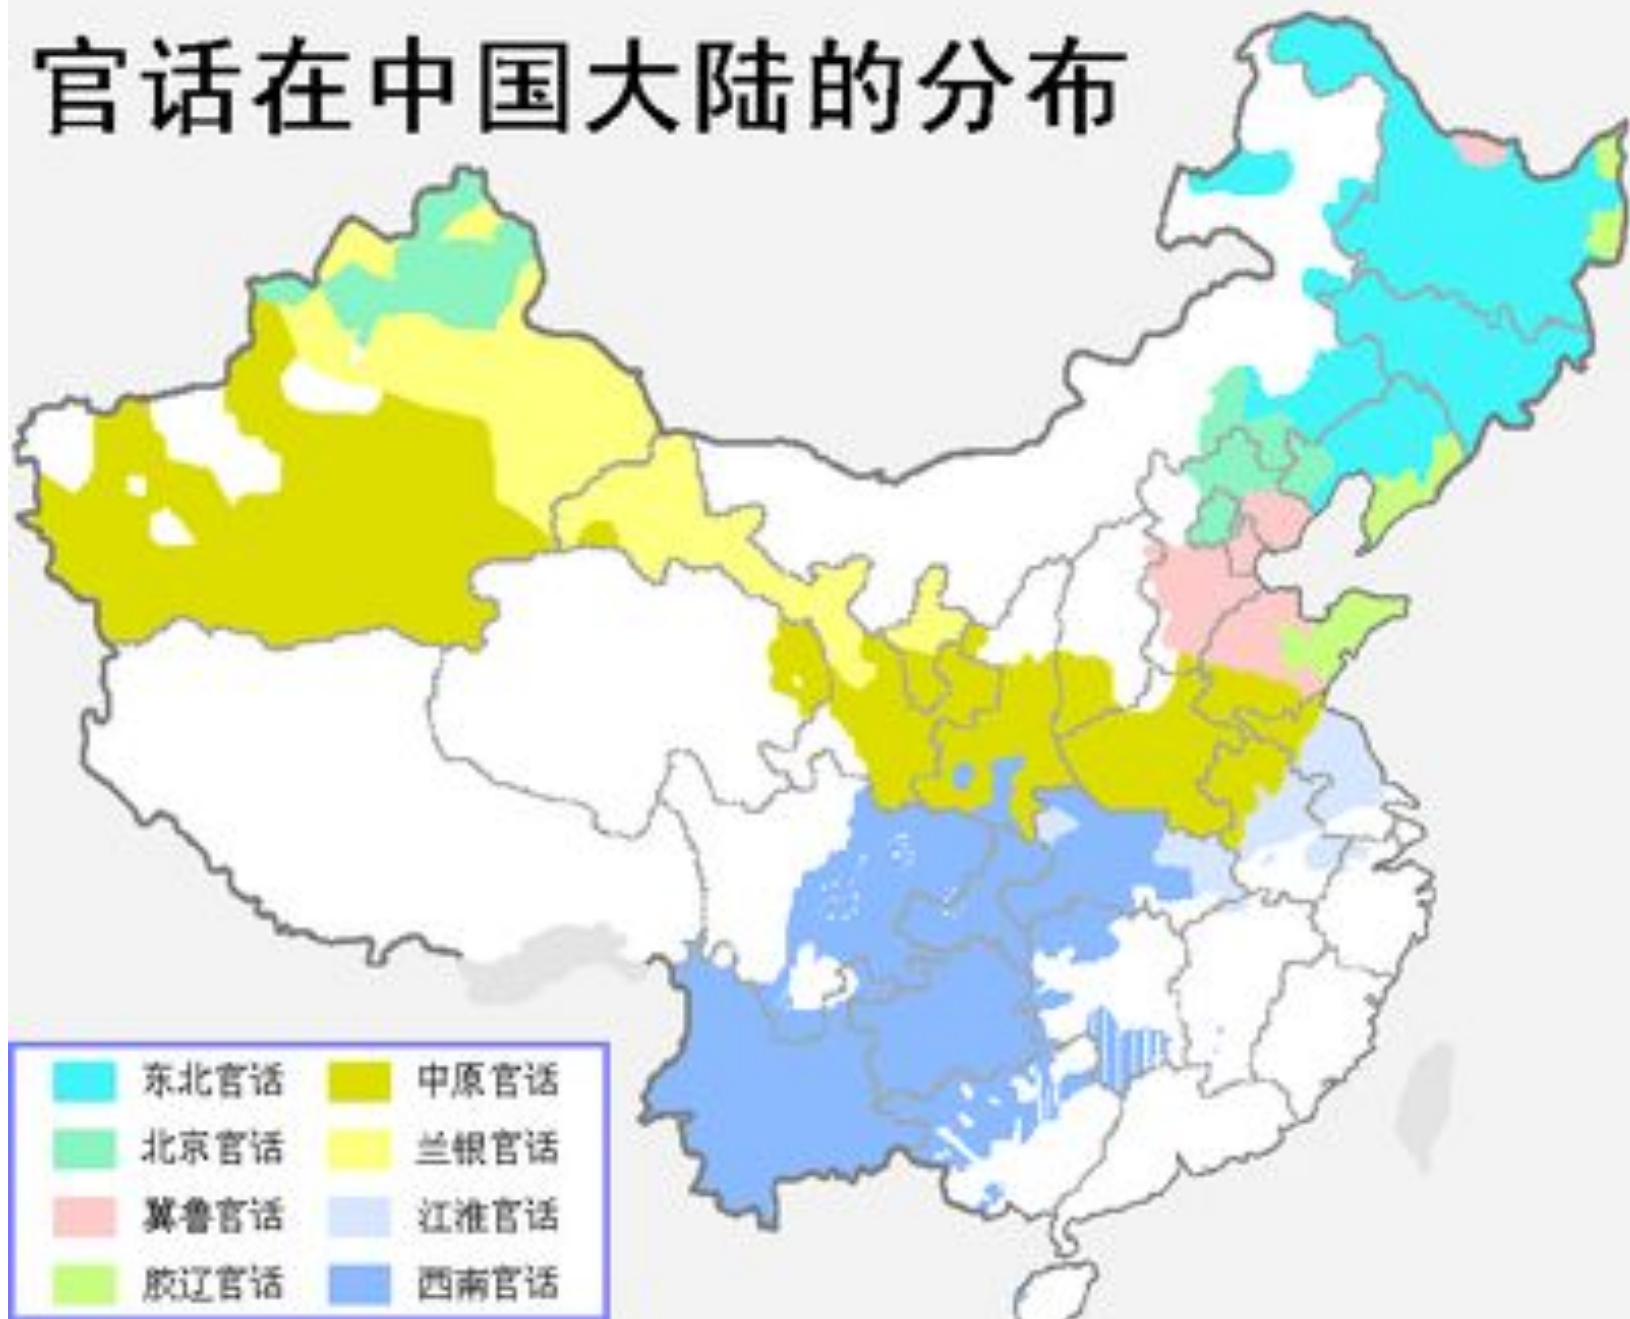 官话在中国大陆的分布
东北官话 中原官话
北京官话 兰银官话
冀鲁官话 江淮官话
胶辽官话 西南官话